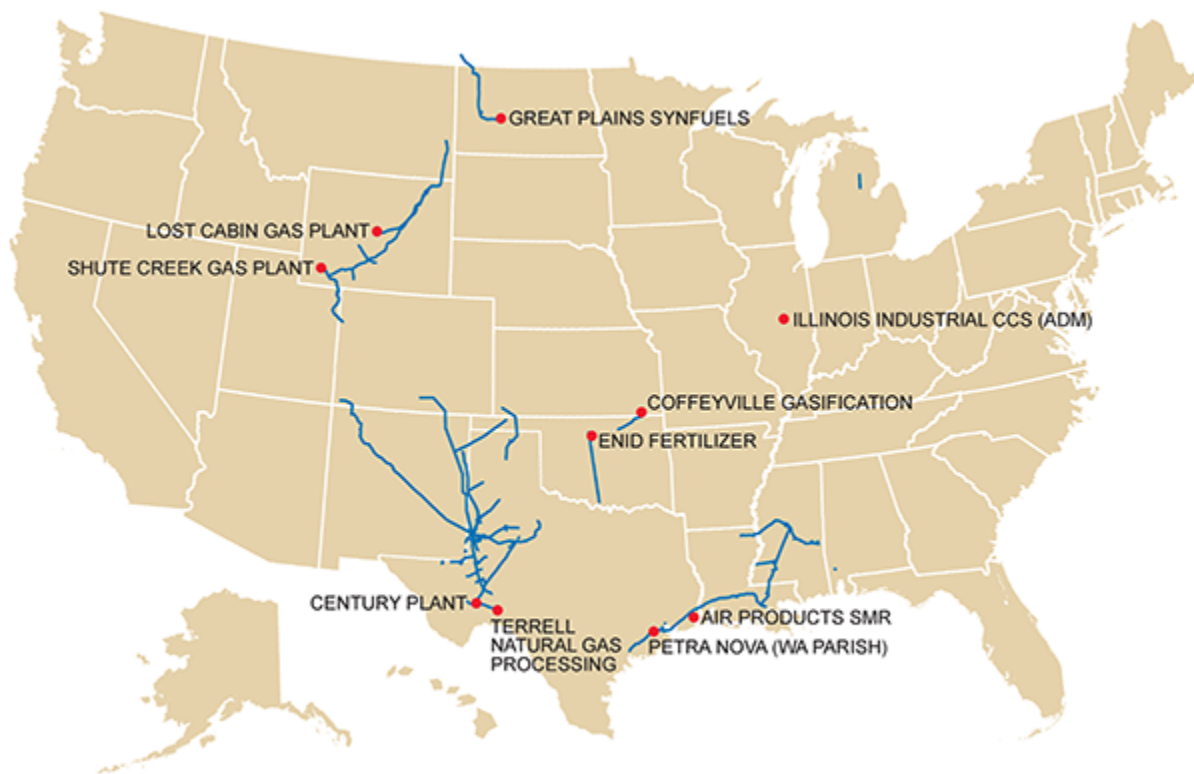 GREAT PLAINS SYNFUELS
LOST CABIN GAS PLANT
SHUTE CREEK GAS PLANT
ILLINOIS INDUSTRIAL CCS (ADM)
COFFEYVILLE GASIFICATION
ENID FERTILIZER
CENTURY PLANT
TERRELL
NATURAL GAS
PROCESSING
AIR PRODUCTS SMR
PETRA NOVA (WA PARISH)